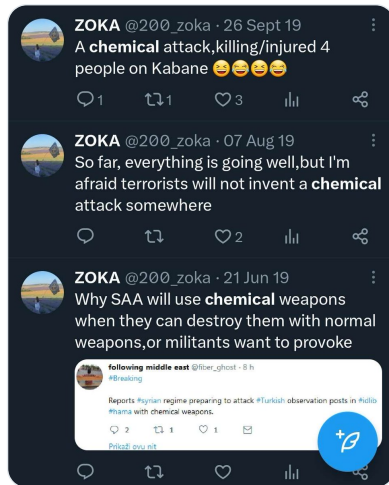 ZOKA @200_zoka · 26 Sept 19
A chemical attack,killing/injured 4
people on Kabane 😆😆😆😆
1 1 3
ZOKA @200_zoka · 07 Aug 19
So far, everything is going well,but I'm
afraid terrorists will not invent a chemical
attack somewhere
2
ZOKA @200_zoka · 21 Jun 19
Why SAA will use chemical weapons
when they can destroy them with normal
weapons,or militants want to provoke
following middle east @fiber_ghost · 8 h
#Breaking
Reports #syrian regime preparing to attack #Turkish observation posts in #idlib
#hama with chemical weapons.
2 1 1
Prikaži ovu nit